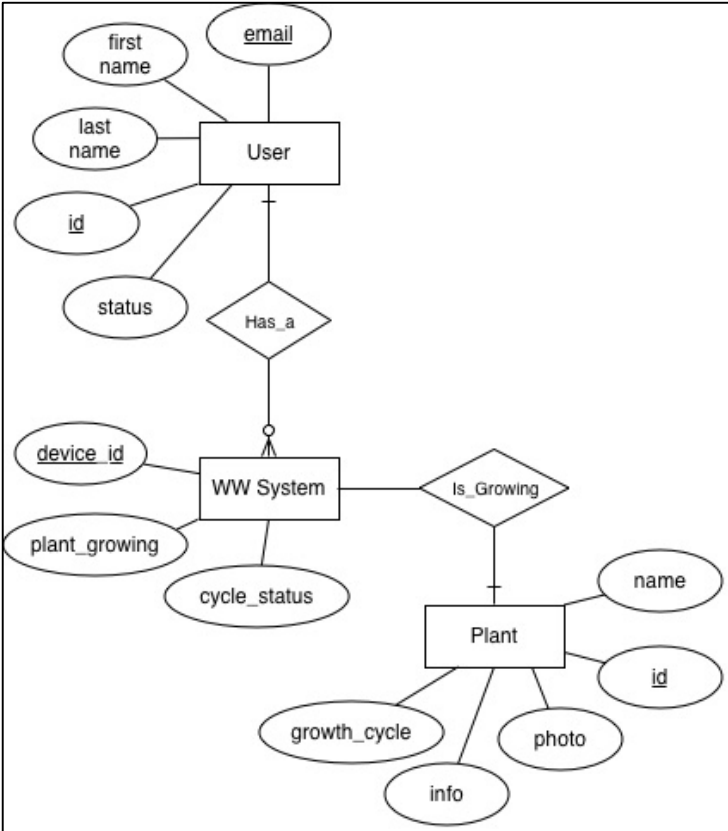 email
first
name
last
name
User
id
status
Has_a
device_id
WW System
Is_Growing
plant_growing
cycle_status
name
Plant
id
growth_cycle
photo
info